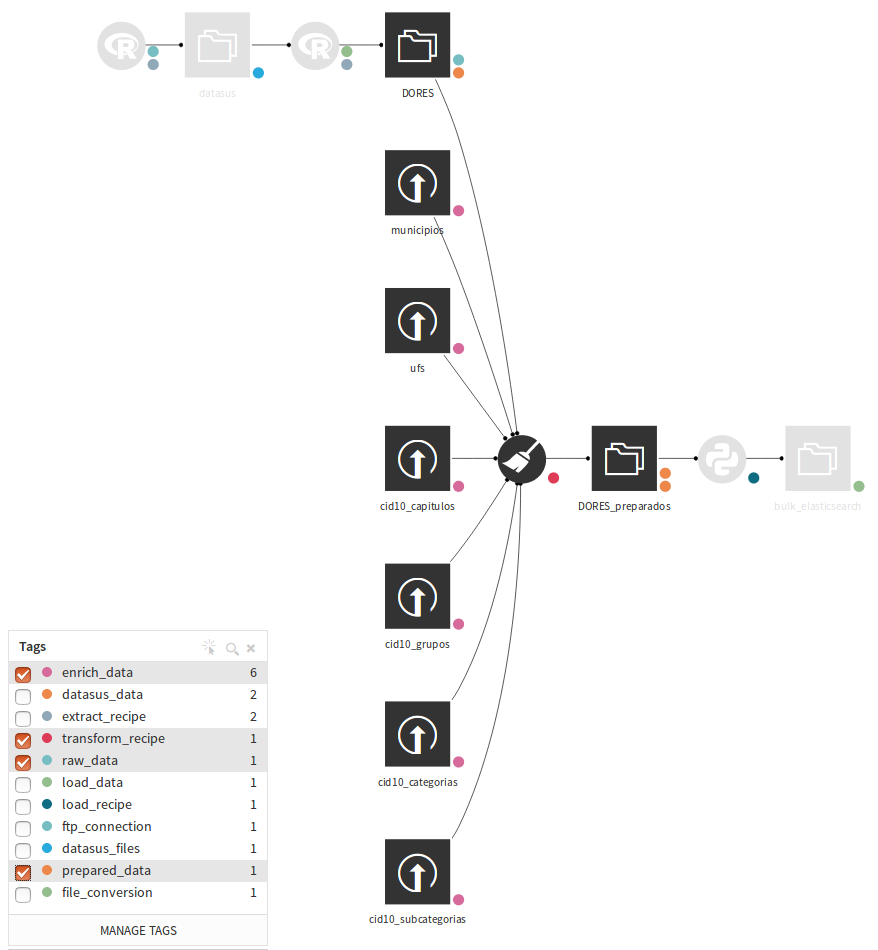 R
R
datasus
DORES
municipios
ufs
cid10_capitulos
DORES_preparados
bulk_elasticsearch
cid10_grupos
cid10_categorias
cid10_subcategorias
Tags
enrich_data 6
datasus_data 2
extract_recipe 2
transform_recipe 1
raw_data 1
load_data 1
load_recipe 1
ftp_connection 1
datasus_files 1
prepared_data 1
file_conversion 1
MANAGE TAGS